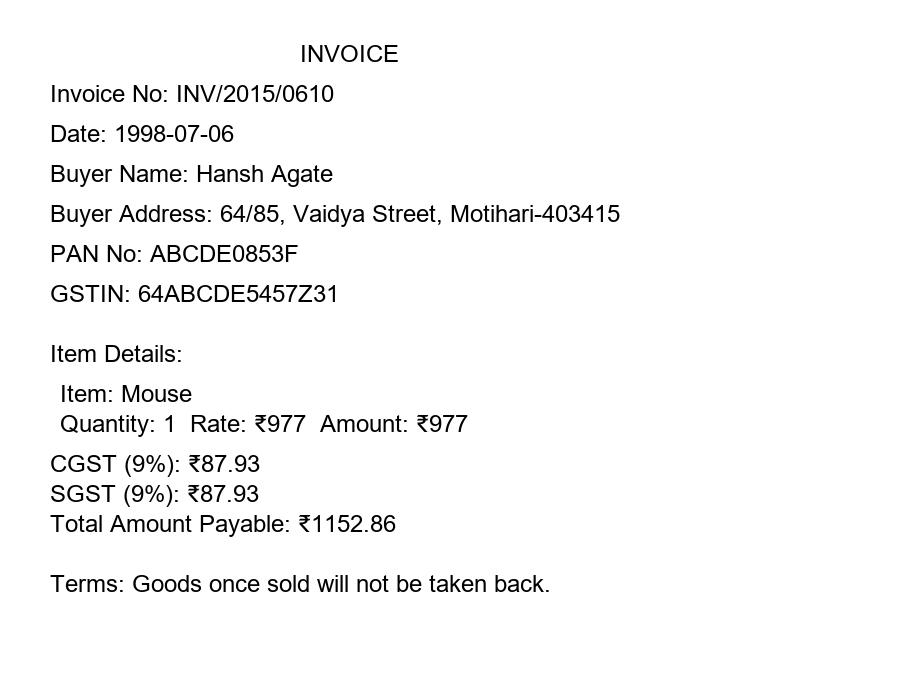 INVOICE
Invoice No: INV/2015/0610
Date: 1998-07-06
Buyer Name: Hansh Agate
Buyer Address: 64/85, Vaidya Street, Motihari-403415
PAN No: ABCDE0853F
GSTIN: 64ABCDE5457Z31
Item Details:
Item: Mouse
Quantity: 1  Rate: ₹977  Amount: ₹977
CGST (9%): ₹87.93
SGST (9%): ₹87.93
Total Amount Payable: ₹1152.86
Terms: Goods once sold will not be taken back.